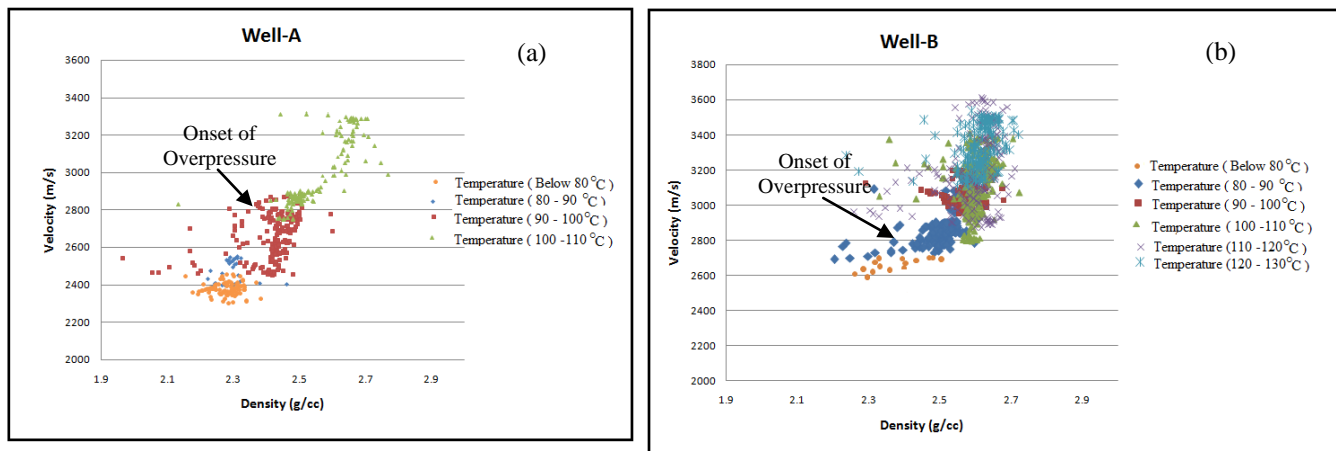 Well-A
(a)
3600
3400
3200
3000
2800
2600
2400
2200
2000
Velocity (m/s)
Onset of
Overpressure
1.9
2.1
2.3
2.5
2.7
2.9
Density (g/cc)
Temperature ( Below 80°C)
Temperature ( 80 - 90 °C)
Temperature ( 90 - 100°C)
Temperature ( 100 -110 °C)
Well-B
(b)
3800
3600
3400
3200
3000
2800
2600
2400
2200
2000
Velocity (m/s)
Onset of
Overpressure
1.9
2.1
2.3
2.5
2.7
2.9
Density (g/cc)
Temperature ( Below 80°C)
Temperature ( 80 - 90 °C)
Temperature ( 90 - 100°C)
Temperature ( 100 -110°C)
Temperature (110 -120°C)
Temperature (120 - 130°C)